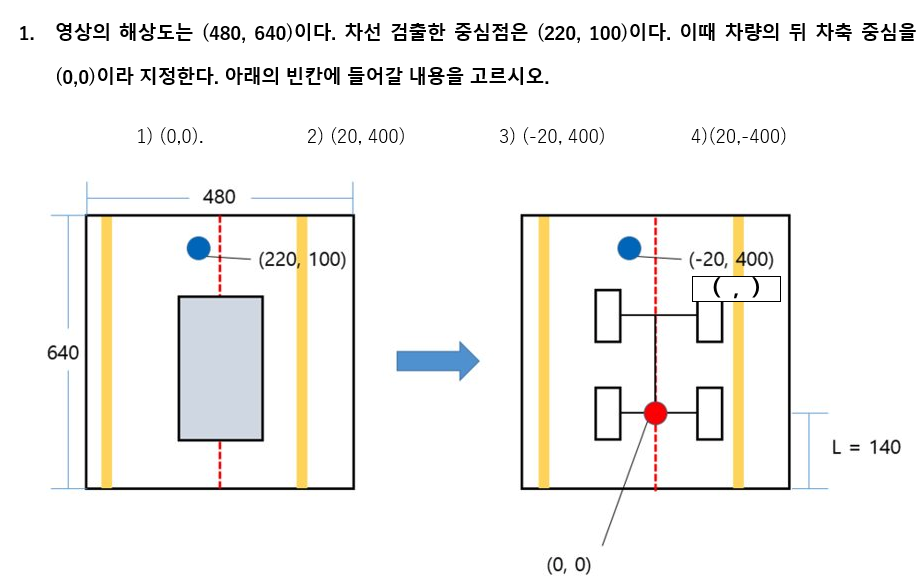 1. 영상의 해상도는 (480, 640)이다. 차선 검출한 중심점은 (220, 100)이다. 이때 차량의 뒤 차축 중심을
(0,0)이라 지정한다. 아래의 빈칸에 들어갈 내용을 고르시오.
1) (0,0). 2) (20, 400) 3) (-20, 400) 4)(20,-400)
480
(220, 100)
640
(-20, 400)
( , )
L = 140
(0, 0)